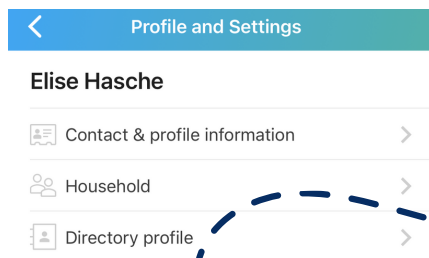 Profile and Settings
Elise Hasche
Contact & profile information
Household
Directory profile